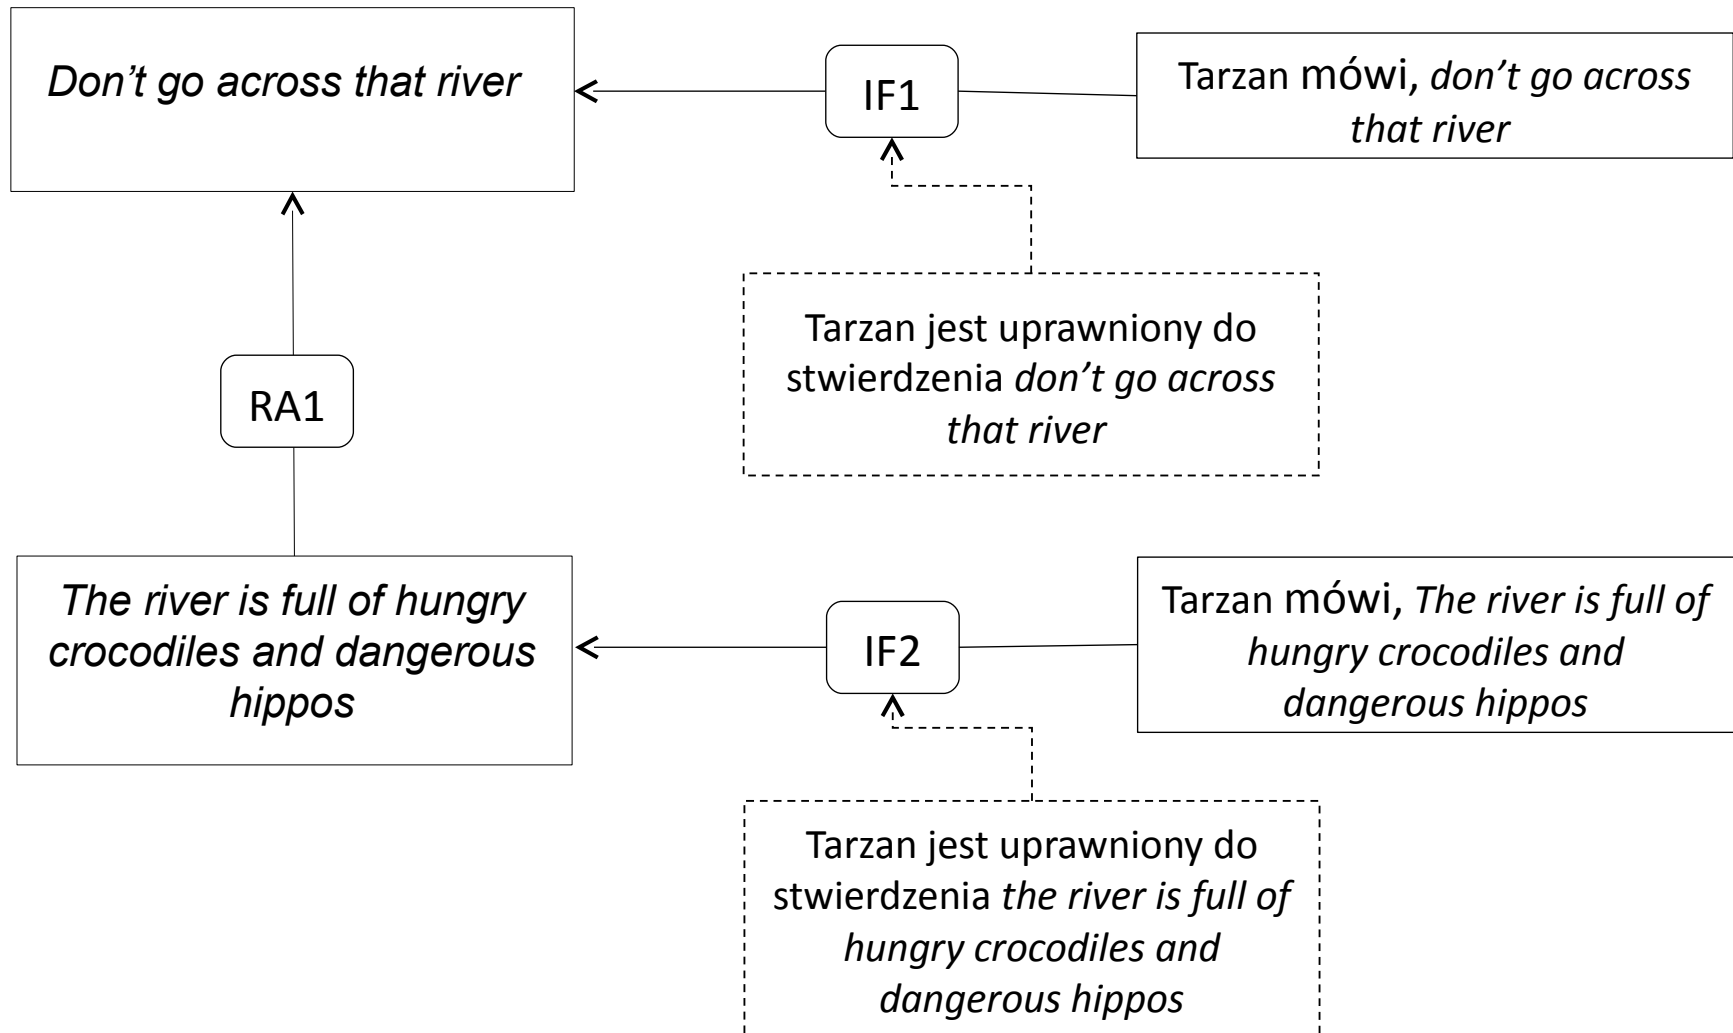 Don’t go across that river
IF1
Tarzan mówi, don’t go across
that river
Tarzan jest uprawniony do
stwierdzenia don’t go across
that river
RA1
The river is full of hungry
crocodiles and dangerous
hippos
IF2
Tarzan mówi, The river is full of
hungry crocodiles and
dangerous hippos
Tarzan jest uprawniony do
stwierdzenia the river is full of
hungry crocodiles and
dangerous hippos